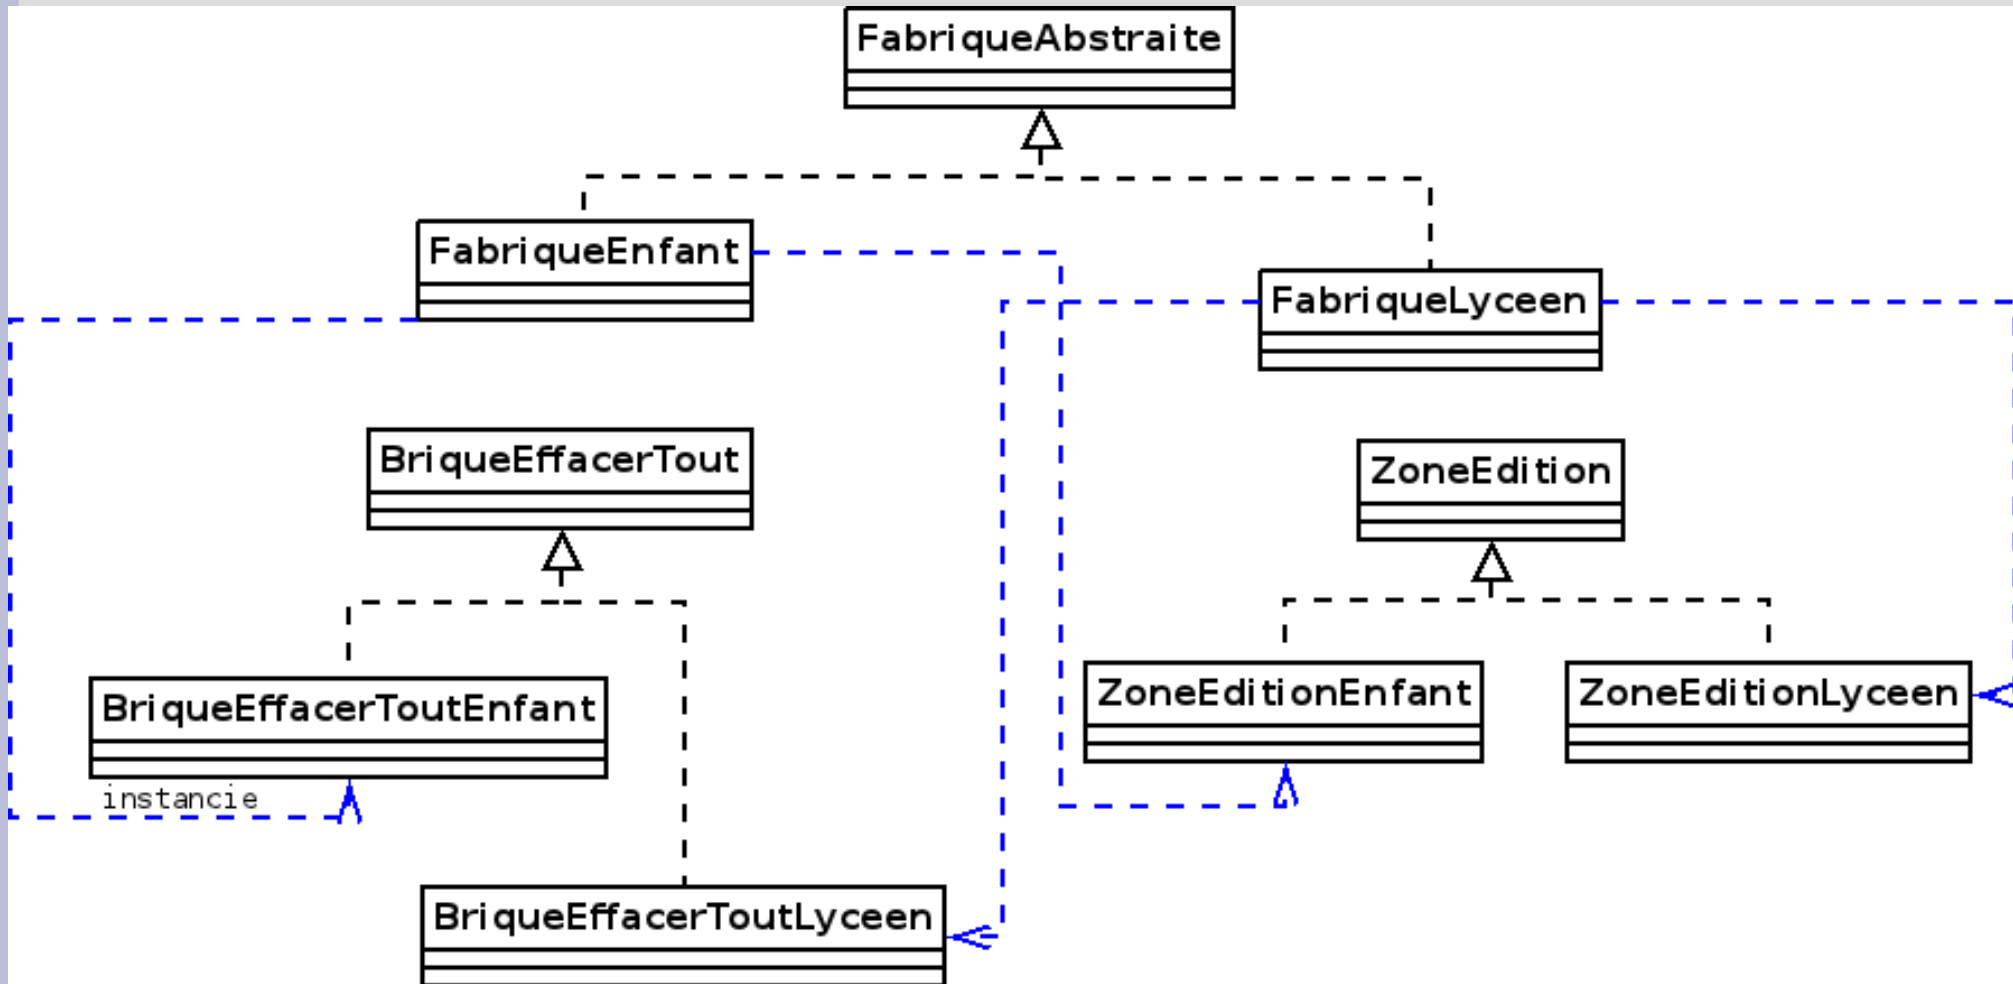 FabriqueAbstraite
FabriqueEnfant
FabriqueLyceen
BriqueEffacerTout
ZoneEdition
BriqueEffacerToutEnfant
ZoneEditionEnfant
ZoneEditionLyceen
instancie
BriqueEffacerToutLyceen